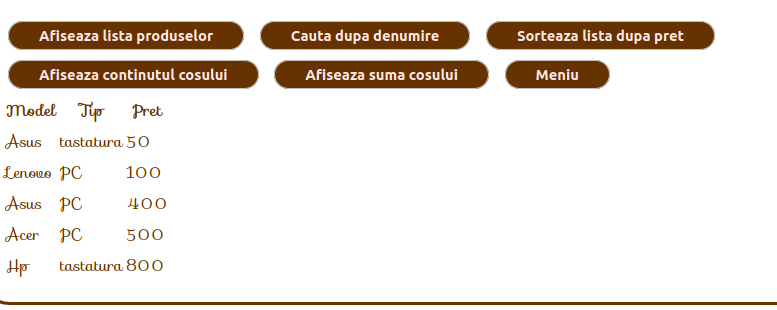 Afiseaza lista produselor Cauta dupa denumire Sorteaza lista dupa pret
Afiseaza continutul cosului Afiseaza suma cosului Meniu
Model Tip Pret
Asus tastatura 50
Lenovo PC 100
Asus PC 400
Acer PC 500
Hp tastatura 800